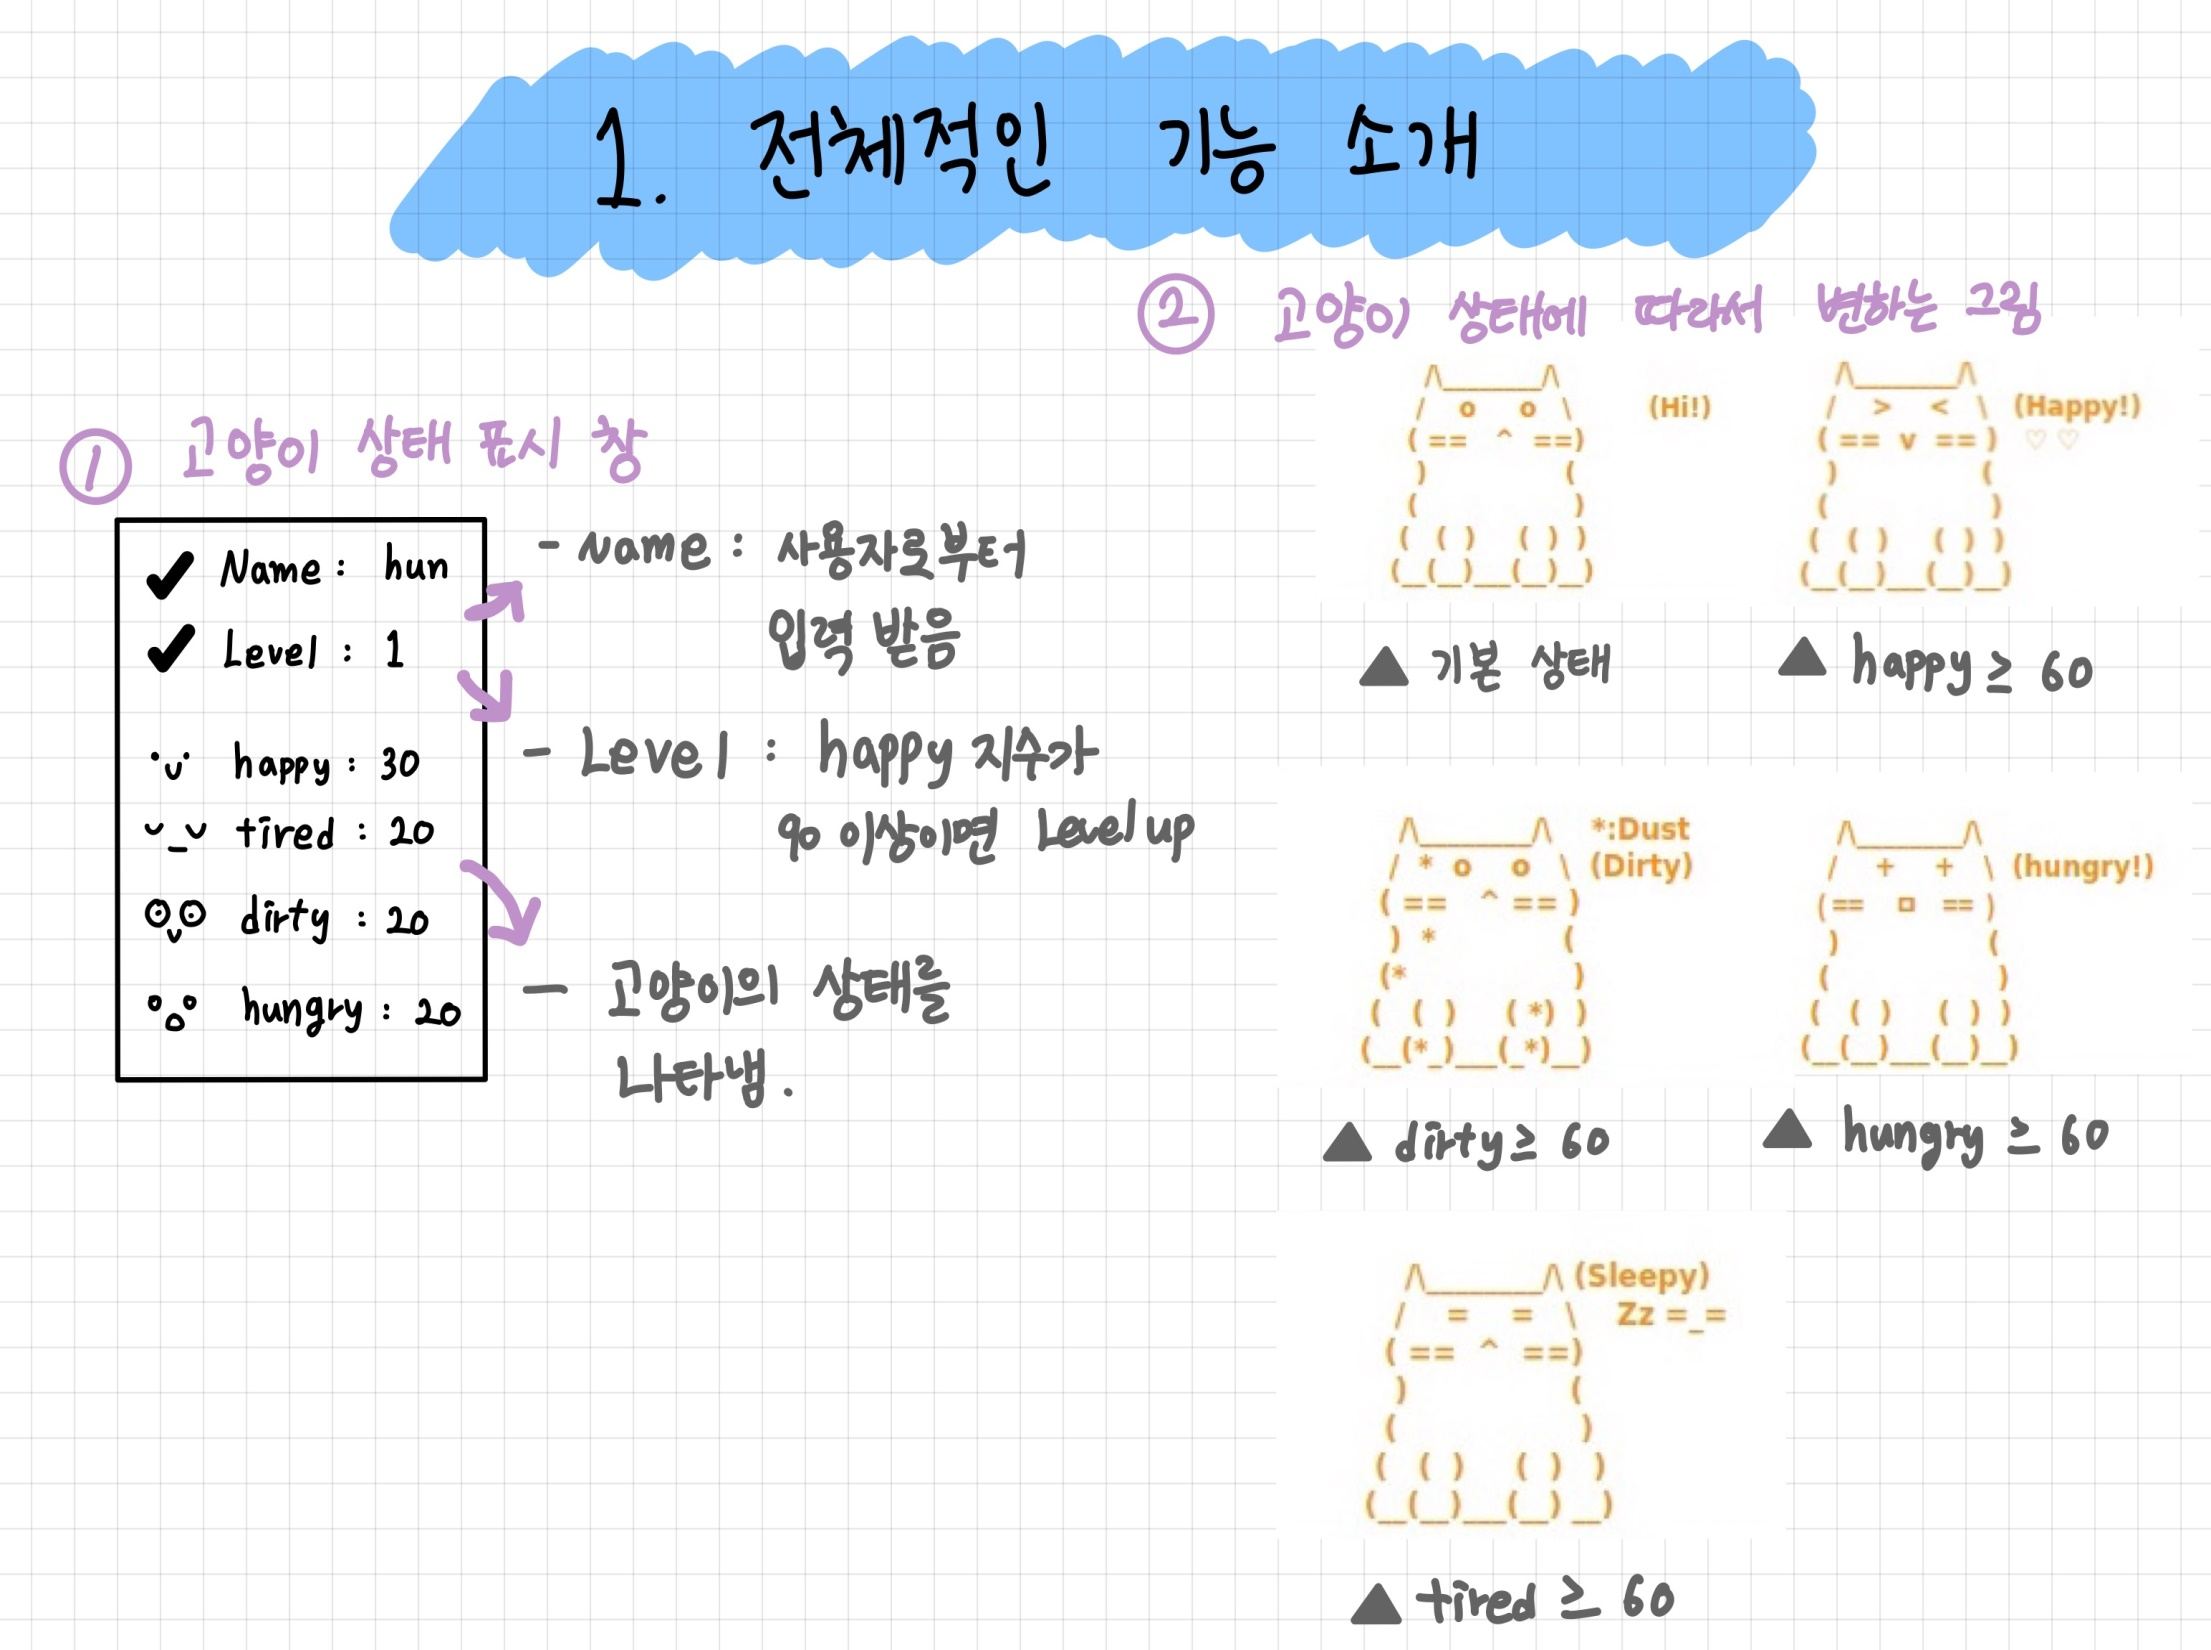 1. 전체적인 기능 소개
① 고양이 상태 표시 창
✔ Name : hun
✔ Level : 1
happy : 30
tired : 20
dirty : 20
hungry : 20
- Name : 사용자로부터
입력 받음
- Level : happy 지수가
90 이상이면 Level up
- 고양이의 상태를
나타냄.
② 고양이 상태에 따라서 변하는 그림
(Hi!)
▲ 기본 상태
(Happy!)
♡ ♡
▲ happy ≥ 60
*:Dust
(Dirty)
▲ dirty ≥ 60
(hungry!)
▲ hungry ≥ 60
(Sleepy)
Zz =_=
▲ tired ≥ 60